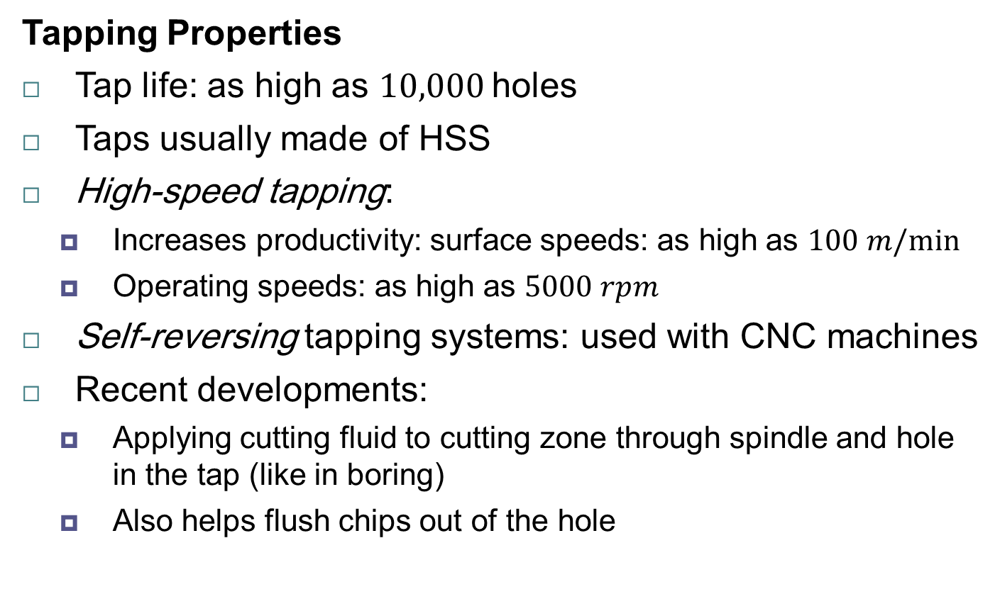 Tapping Properties
Tap life: as high as 10,000 holes
Taps usually made of HSS
High-speed tapping:
Increases productivity: surface speeds: as high as 100 m/min
Operating speeds: as high as 5000 rpm
Self-reversing tapping systems: used with CNC machines
Recent developments:
Applying cutting fluid to cutting zone through spindle and hole
in the tap (like in boring)
Also helps flush chips out of the hole